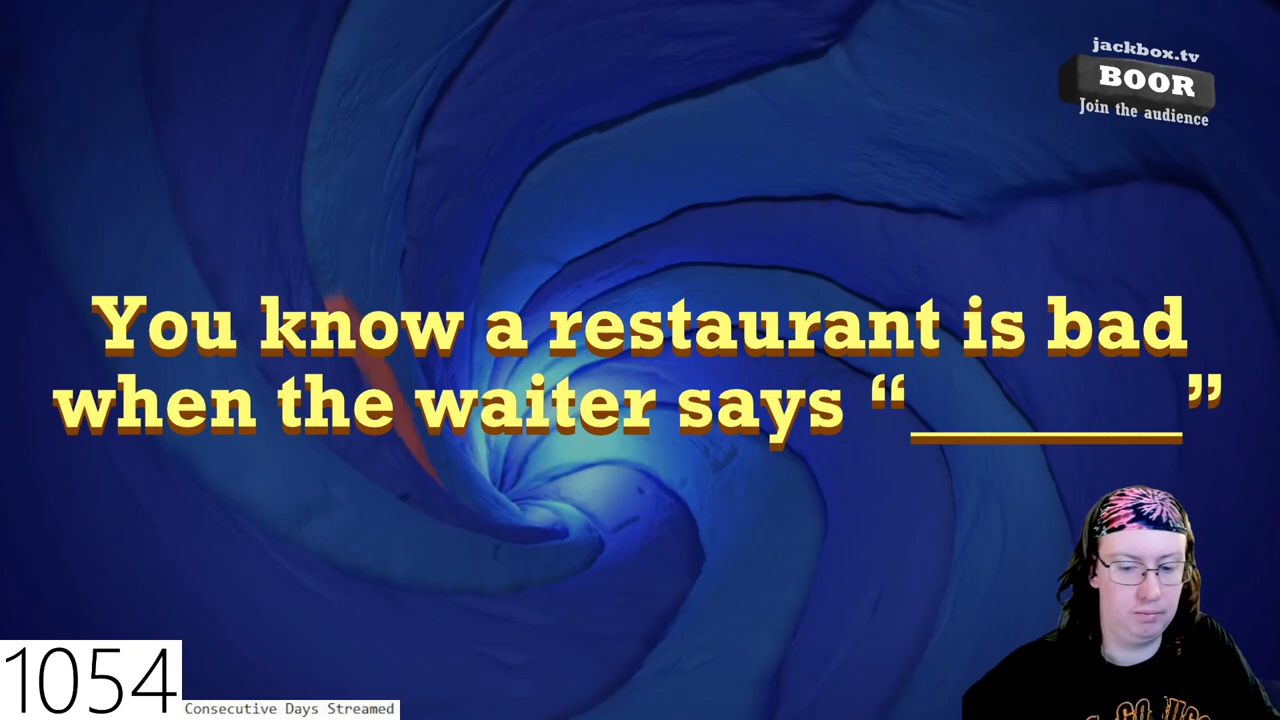 jackbox.tv
BOOR
Join the audience
You know a restaurant is bad
when the waiter says “______”
1054
Consecutive Days Streamed